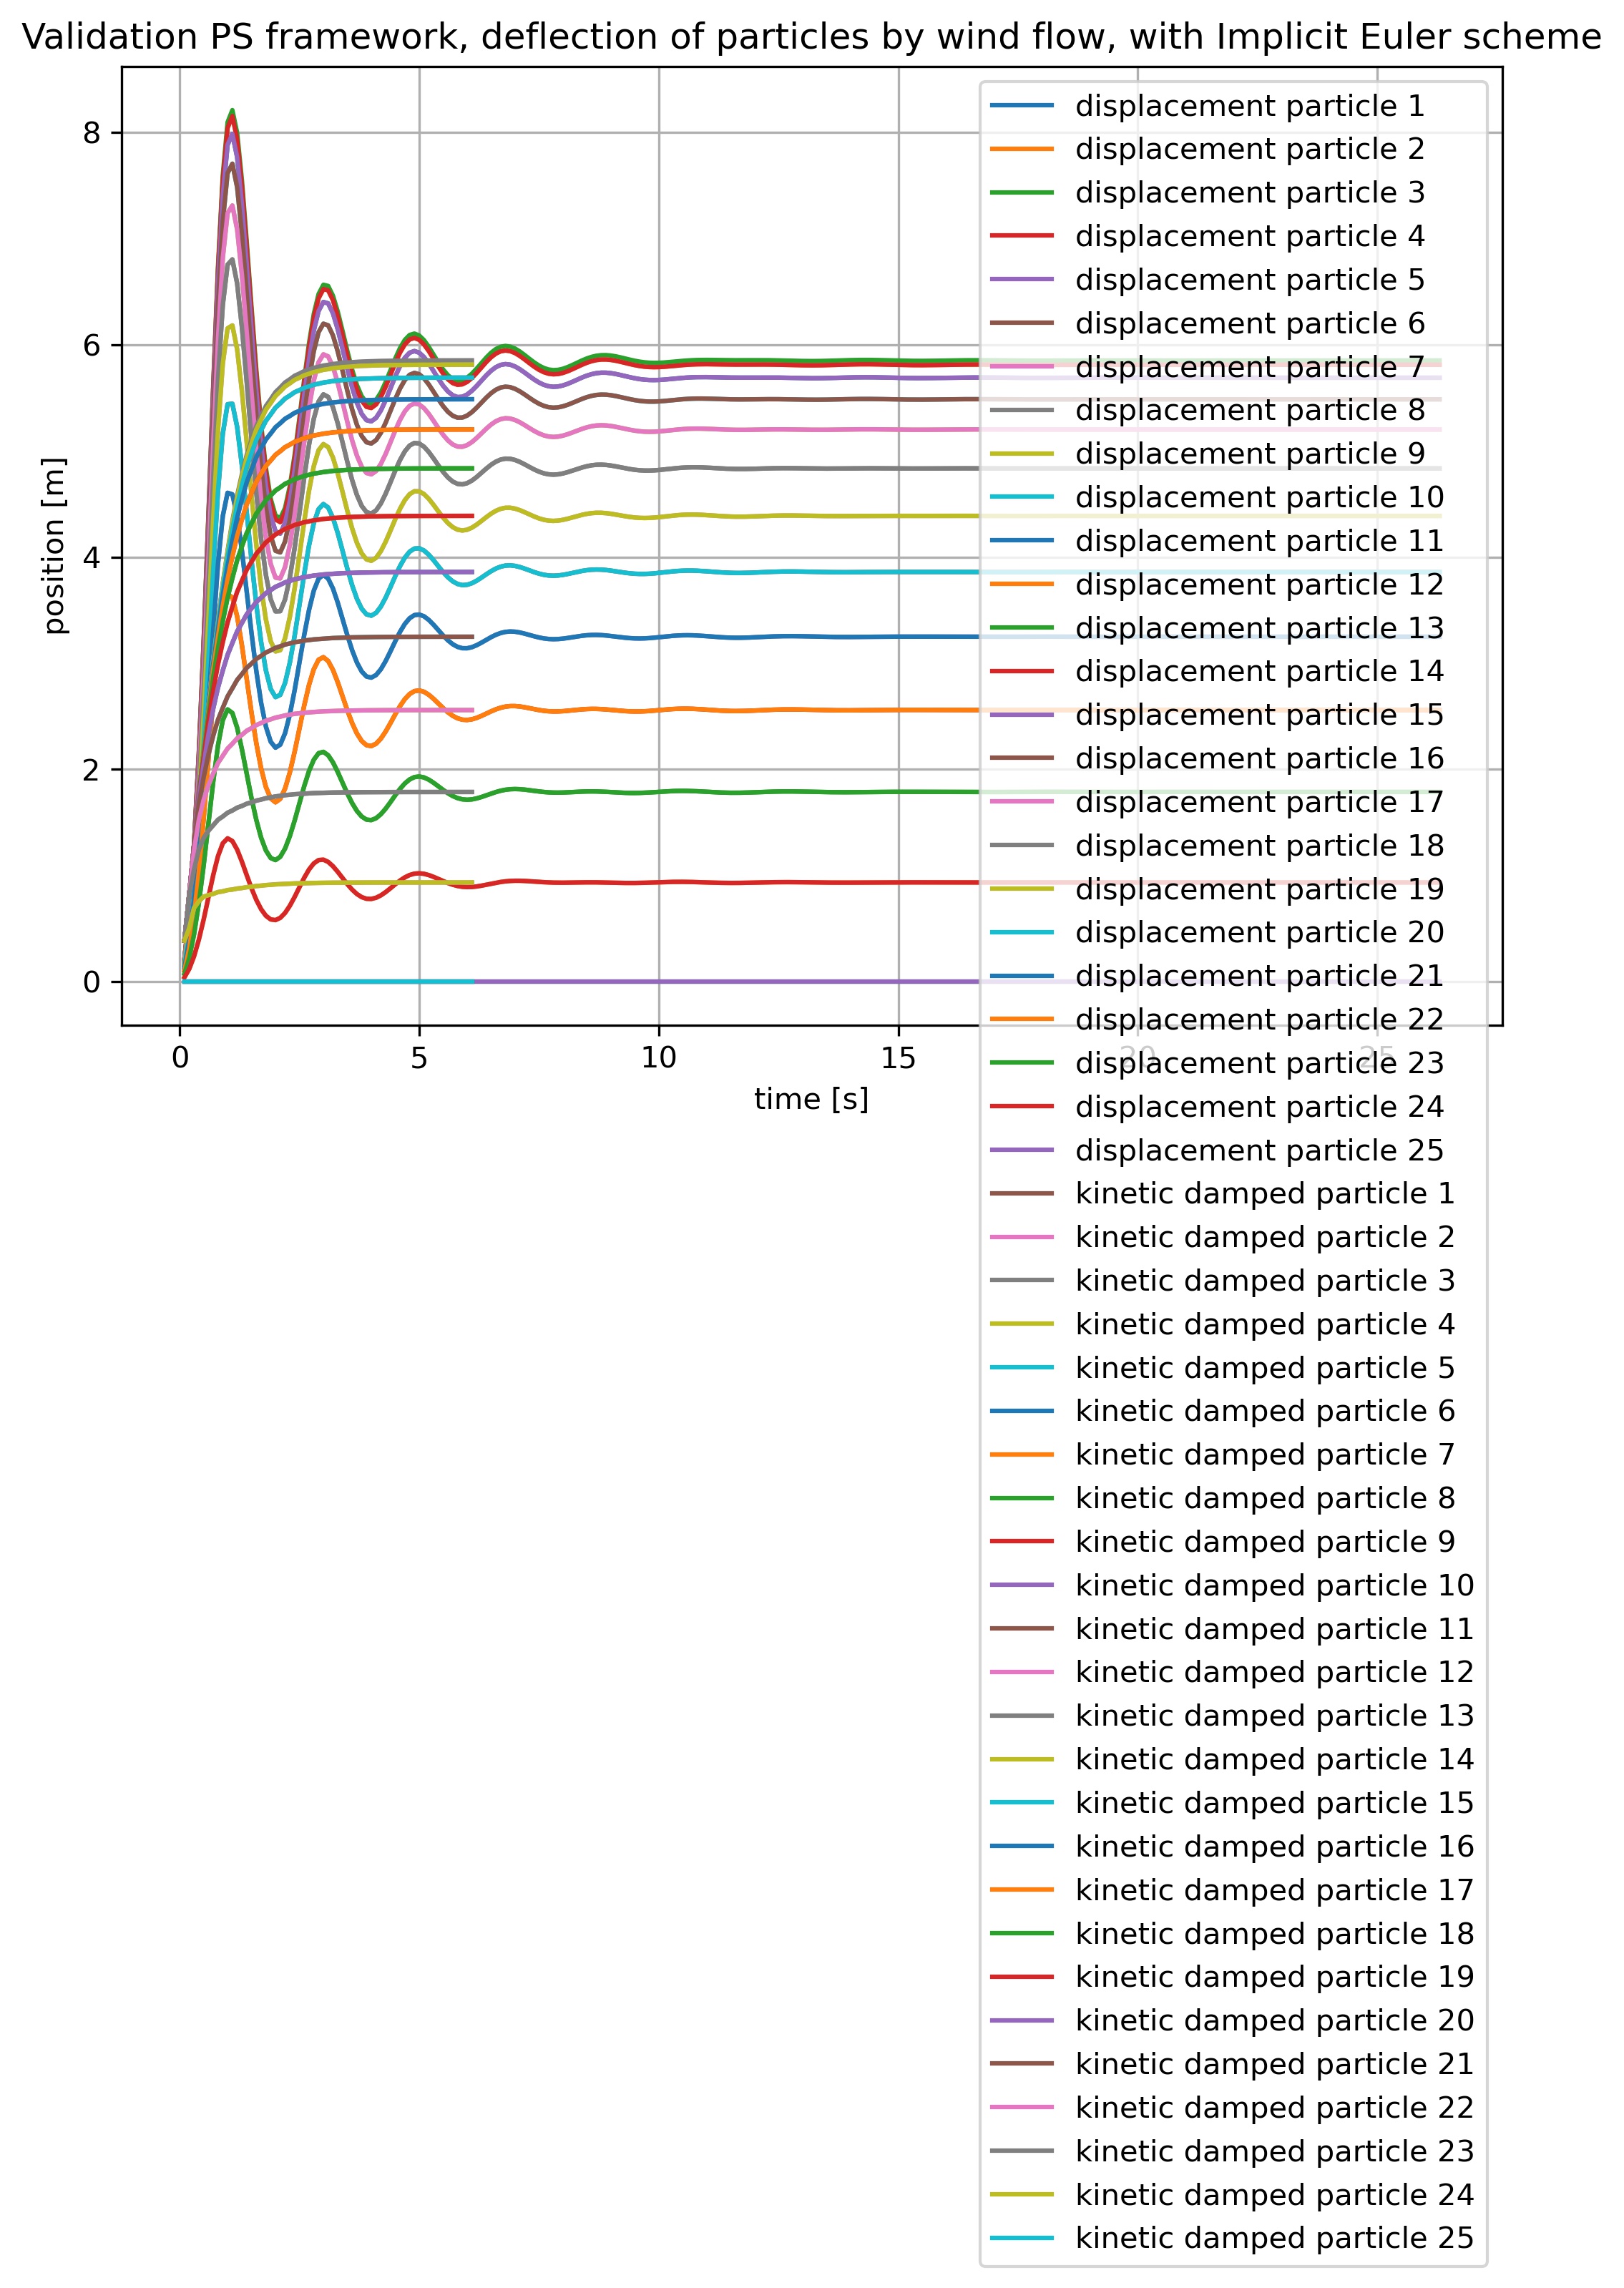 Validation PS framework, deflection of particles by wind flow, with Implicit Euler scheme
position [m]
8
6
4
2
0
0
5
10
15
20
25
time [s]
displacement particle 1
displacement particle 2
displacement particle 3
displacement particle 4
displacement particle 5
displacement particle 6
displacement particle 7
displacement particle 8
displacement particle 9
displacement particle 10
displacement particle 11
displacement particle 12
displacement particle 13
displacement particle 14
displacement particle 15
displacement particle 16
displacement particle 17
displacement particle 18
displacement particle 19
displacement particle 20
displacement particle 21
displacement particle 22
displacement particle 23
displacement particle 24
displacement particle 25
kinetic damped particle 1
kinetic damped particle 2
kinetic damped particle 3
kinetic damped particle 4
kinetic damped particle 5
kinetic damped particle 6
kinetic damped particle 7
kinetic damped particle 8
kinetic damped particle 9
kinetic damped particle 10
kinetic damped particle 11
kinetic damped particle 12
kinetic damped particle 13
kinetic damped particle 14
kinetic damped particle 15
kinetic damped particle 16
kinetic damped particle 17
kinetic damped particle 18
kinetic damped particle 19
kinetic damped particle 20
kinetic damped particle 21
kinetic damped particle 22
kinetic damped particle 23
kinetic damped particle 24
kinetic damped particle 25